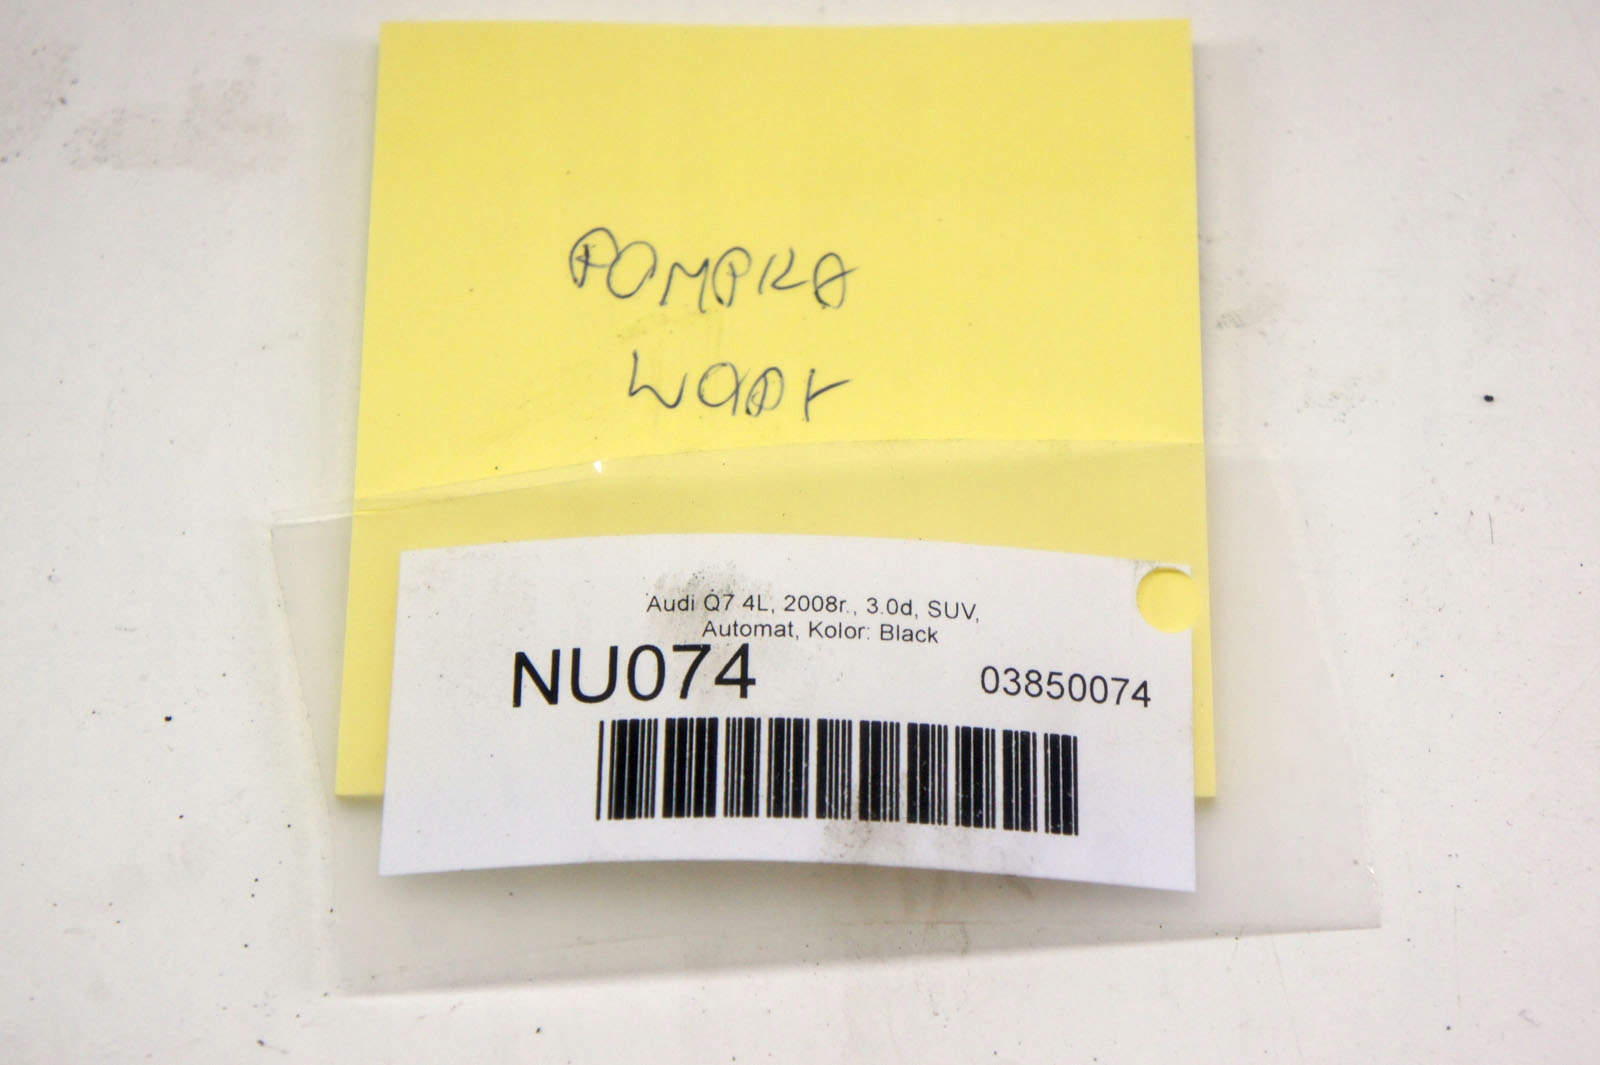 POMPKA
WODY
Audi Q7 4L, 2008r., 3.0d, SUV,
Automat, Kolor: Black
NU074
03850074